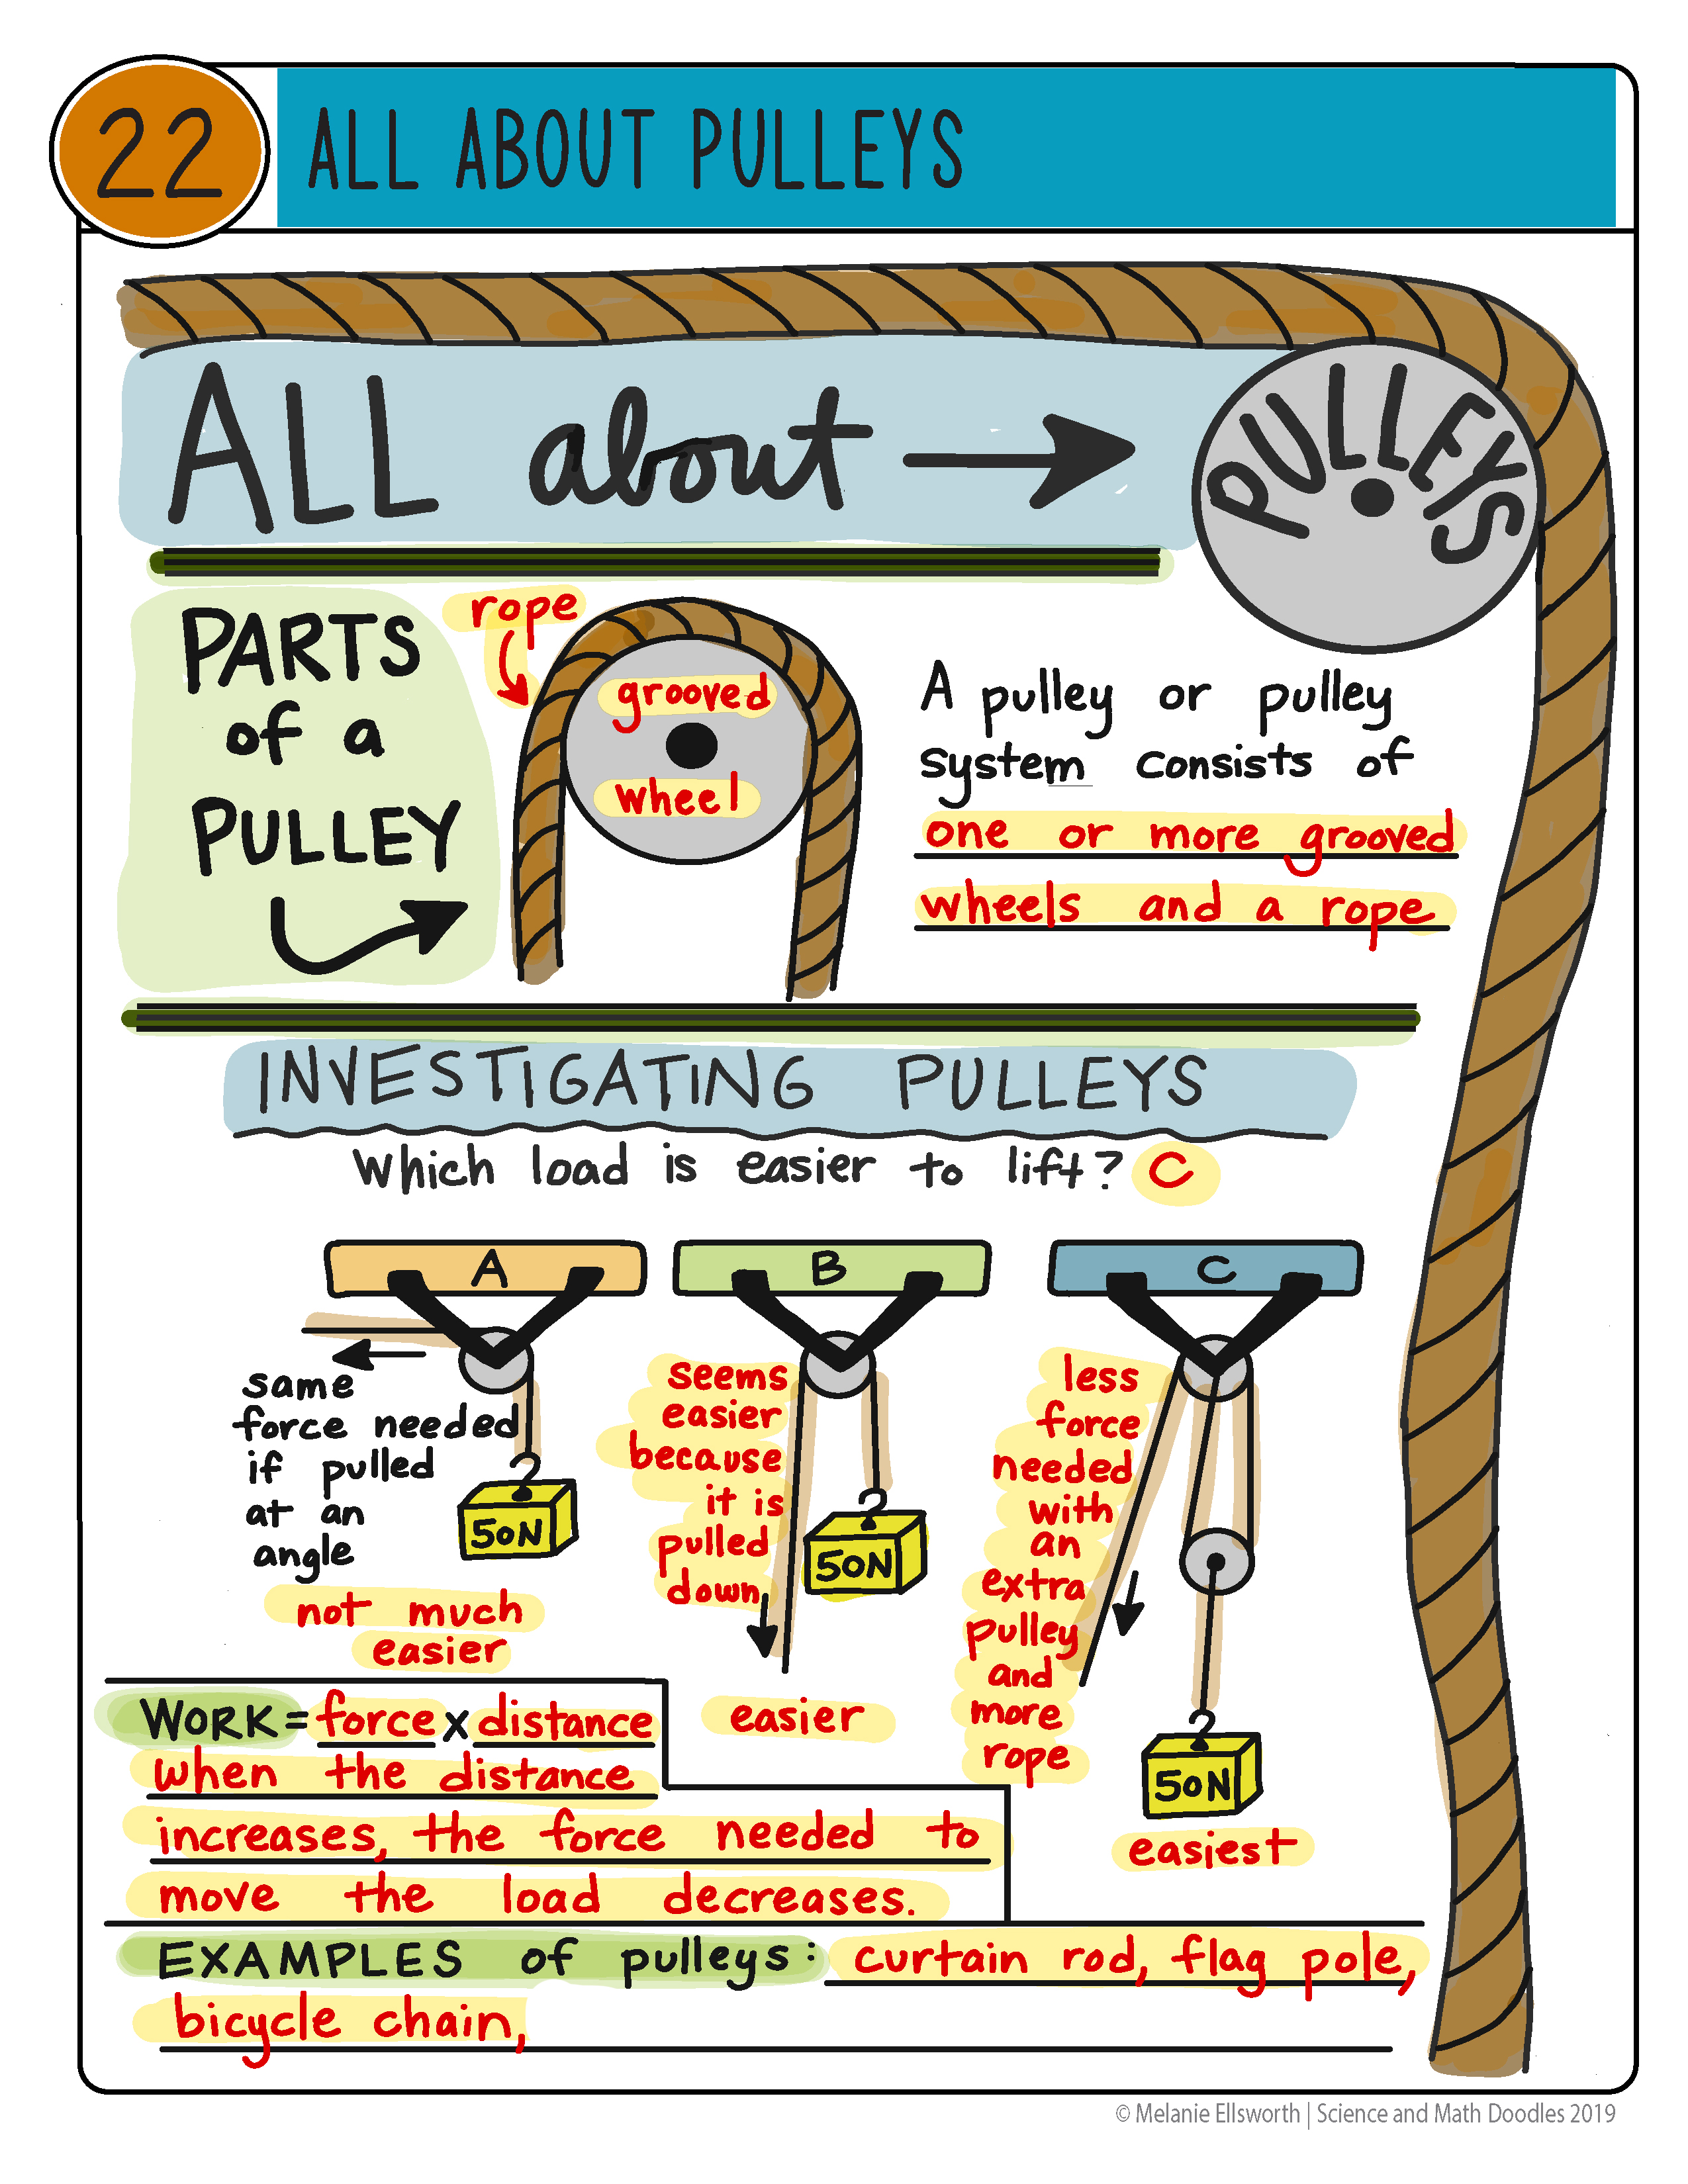 22
ALL ABOUT PULLEYS
ALL about
PULLEYS
PARTS
of a
PULLEY
rope
grooved
wheel
A pulley or pulley
system consists of
one or more grooved
wheels and a rope
INVESTIGATING PULLEYS
Which load is easier to lift? C
A
same
force needed
if pulled
at an
angle
50N
not much
easier
B
seems
easier
because
it is
pulled
down
50N
easier
C
less
force
needed
with
an
extra
pulley
and
more
rope
50N
easiest
WORK = force x distance
when the distance
increases, the force needed to
move the load decreases.
EXAMPLES of pulleys: curtain rod, flag pole,
bicycle chain,
© Melanie Ellsworth | Science and Math Doodles 2019